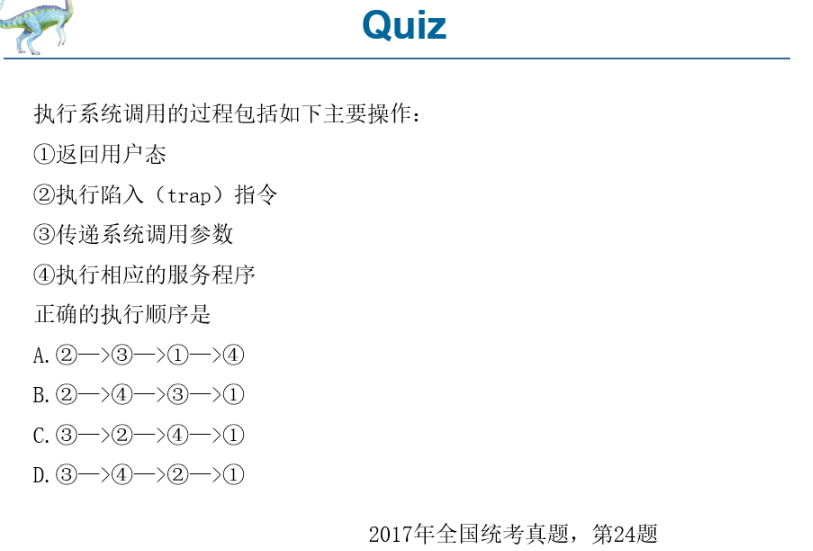 Quiz
执行系统调用的过程包括如下主要操作：
①返回用户态
②执行陷入（trap）指令
③传递系统调用参数
④执行相应的服务程序
正确的执行顺序是
A.②—>③—>①—>④
B.②—>④—>③—>①
C.③—>②—>④—>①
D.③—>④—>②—>①
2017年全国统考真题，第24题